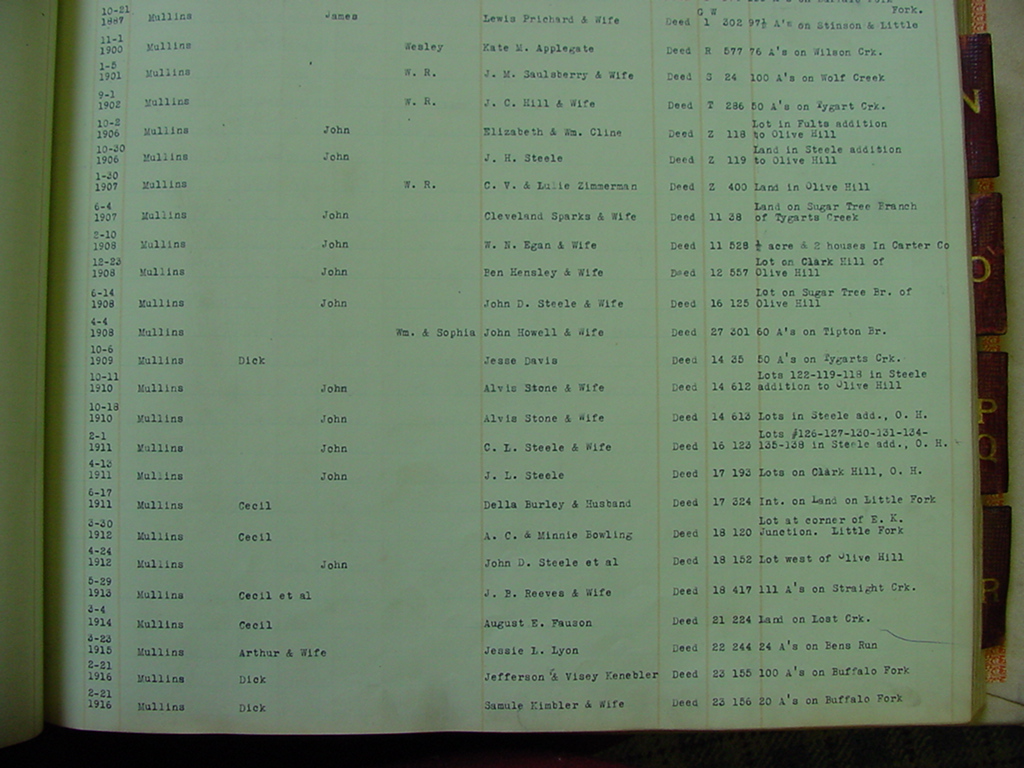 Fork.
10-21 G W
1887 Mullins James Lewis Prichard & Wife Deed 1 302 97½ A's on Stinson & Little
11-1
1900 Mullins Wesley Kate M. Applegate Deed R 577 76 A's on Wilson Crk.
1-5
1901 Mullins W. R. J. M. Saulsberry & Wife Deed S 24 100 A's on Wolf Creek
9-1
1902 Mullins W. R. J. C. Hill & Wife Deed T 286 50 A's on Tygart Crk.
10-2 Lot in Fults addition
1906 Mullins John Elizabeth & Wm. Cline Deed Z 118 to Olive Hill
10-30 Land in Steele addition
1906 Mullins John J. H. Steele Deed Z 119 to Olive Hill
1-30
1907 Mullins W. R. C. V. & Lulie Zimmerman Deed Z 400 Land in Olive Hill
6-4 Land on Sugar Tree Branch
1907 Mullins John Cleveland Sparks & Wife Deed 11 38 of Tygarts Creek
2-10
1908 Mullins John W. N. Egan & Wife Deed 11 528 ½ acre & 2 houses In Carter Co
12-23 Lot on Clark Hill of
1908 Mullins John Ben Hensley & Wife Deed 12 557 Olive Hill
6-14 Lot on Sugar Tree Br. of
1908 Mullins John John D. Steele & Wife Deed 16 125 Olive Hill
4-4
1908 Mullins Wm. & Sophia John Howell & Wife Deed 27 301 60 A's on Tipton Br.
10-6
1909 Mullins Dick Jesse Davis Deed 14 35 50 A's on Tygarts Crk.
10-11 Lots 122-119-118 in Steele
1910 Mullins John Alvis Stone & Wife Deed 14 612 addition to Olive Hill
10-18
1910 Mullins John Alvis Stone & Wife Deed 14 613 Lots in Steele add., O. H.
2-1 Lots #126-127-130-131-134-
1911 Mullins John C. L. Steele & Wife Deed 16 123 135-138 in Steele add., O. H.
4-13
1911 Mullins John J. L. Steele Deed 17 193 Lots on Clark Hill, O. H.
6-17
1911 Mullins Cecil Della Burley & Husband Deed 17 324 Int. on Land on Little Fork
3-30 Lot at corner of E. K.
1912 Mullins Cecil A. C. & Minnie Bowling Deed 18 120 Junction. Little Fork
4-24
1912 Mullins John John D. Steele et al Deed 18 152 Lot west of Olive Hill
5-29
1913 Mullins Cecil et al J. B. Reeves & Wife Deed 18 417 111 A's on Straight Crk.
3-4
1914 Mullins Cecil August E. Fauson Deed 21 224 Land on Lost Crk.
3-23
1915 Mullins Arthur & Wife Jessie L. Lyon Deed 22 244 24 A's on Bens Run
2-21
1916 Mullins Dick Jefferson & Visey Kenebler Deed 23 155 100 A's on Buffalo Fork
2-21
1916 Mullins Dick Samule Kimbler & Wife Deed 23 156 20 A's on Buffalo Fork
N
O
P
Q
R